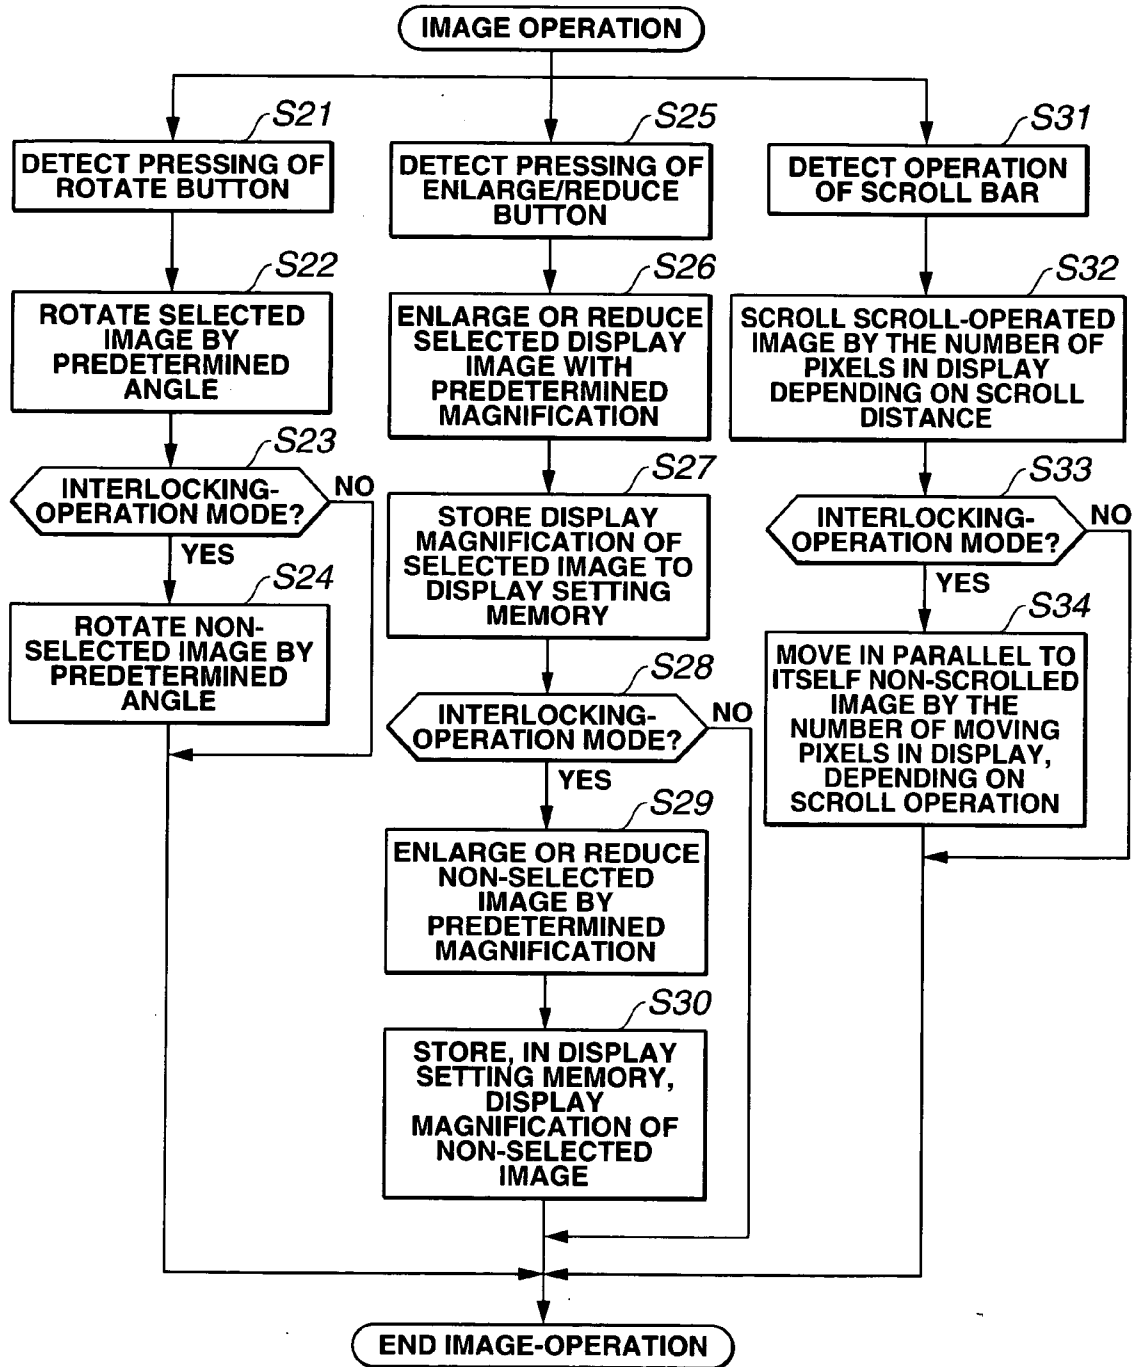 IMAGE OPERATION
S21
DETECT PRESSING OF
ROTATE BUTTON
S22
ROTATE SELECTED
IMAGE BY
PREDETERMINED
ANGLE
S23
INTERLOCKING-
OPERATION MODE?
NO
YES
S24
ROTATE NON-
SELECTED IMAGE BY
PREDETERMINED
ANGLE
S25
DETECT PRESSING OF
ENLARGE/REDUCE
BUTTON
S26
ENLARGE OR REDUCE
SELECTED DISPLAY
IMAGE WITH
PREDETERMINED
MAGNIFICATION
S27
STORE DISPLAY
MAGNIFICATION OF
SELECTED IMAGE TO
DISPLAY SETTING
MEMORY
S28
INTERLOCKING-
OPERATION MODE?
NO
YES
S29
ENLARGE OR REDUCE
NON-SELECTED
IMAGE BY
PREDETERMINED
MAGNIFICATION
S30
STORE, IN DISPLAY
SETTING MEMORY,
DISPLAY
MAGNIFICATION OF
NON-SELECTED
IMAGE
S31
DETECT OPERATION
OF SCROLL BAR
S32
SCROLL SCROLL-OPERATED
IMAGE BY THE NUMBER OF
PIXELS IN DISPLAY
DEPENDING ON SCROLL
DISTANCE
S33
INTERLOCKING-
OPERATION MODE?
NO
YES
S34
MOVE IN PARALLEL TO
ITSELF NON-SCROLLED
IMAGE BY THE
NUMBER OF MOVING
PIXELS IN DISPLAY,
DEPENDING ON
SCROLL OPERATION
END IMAGE-OPERATION